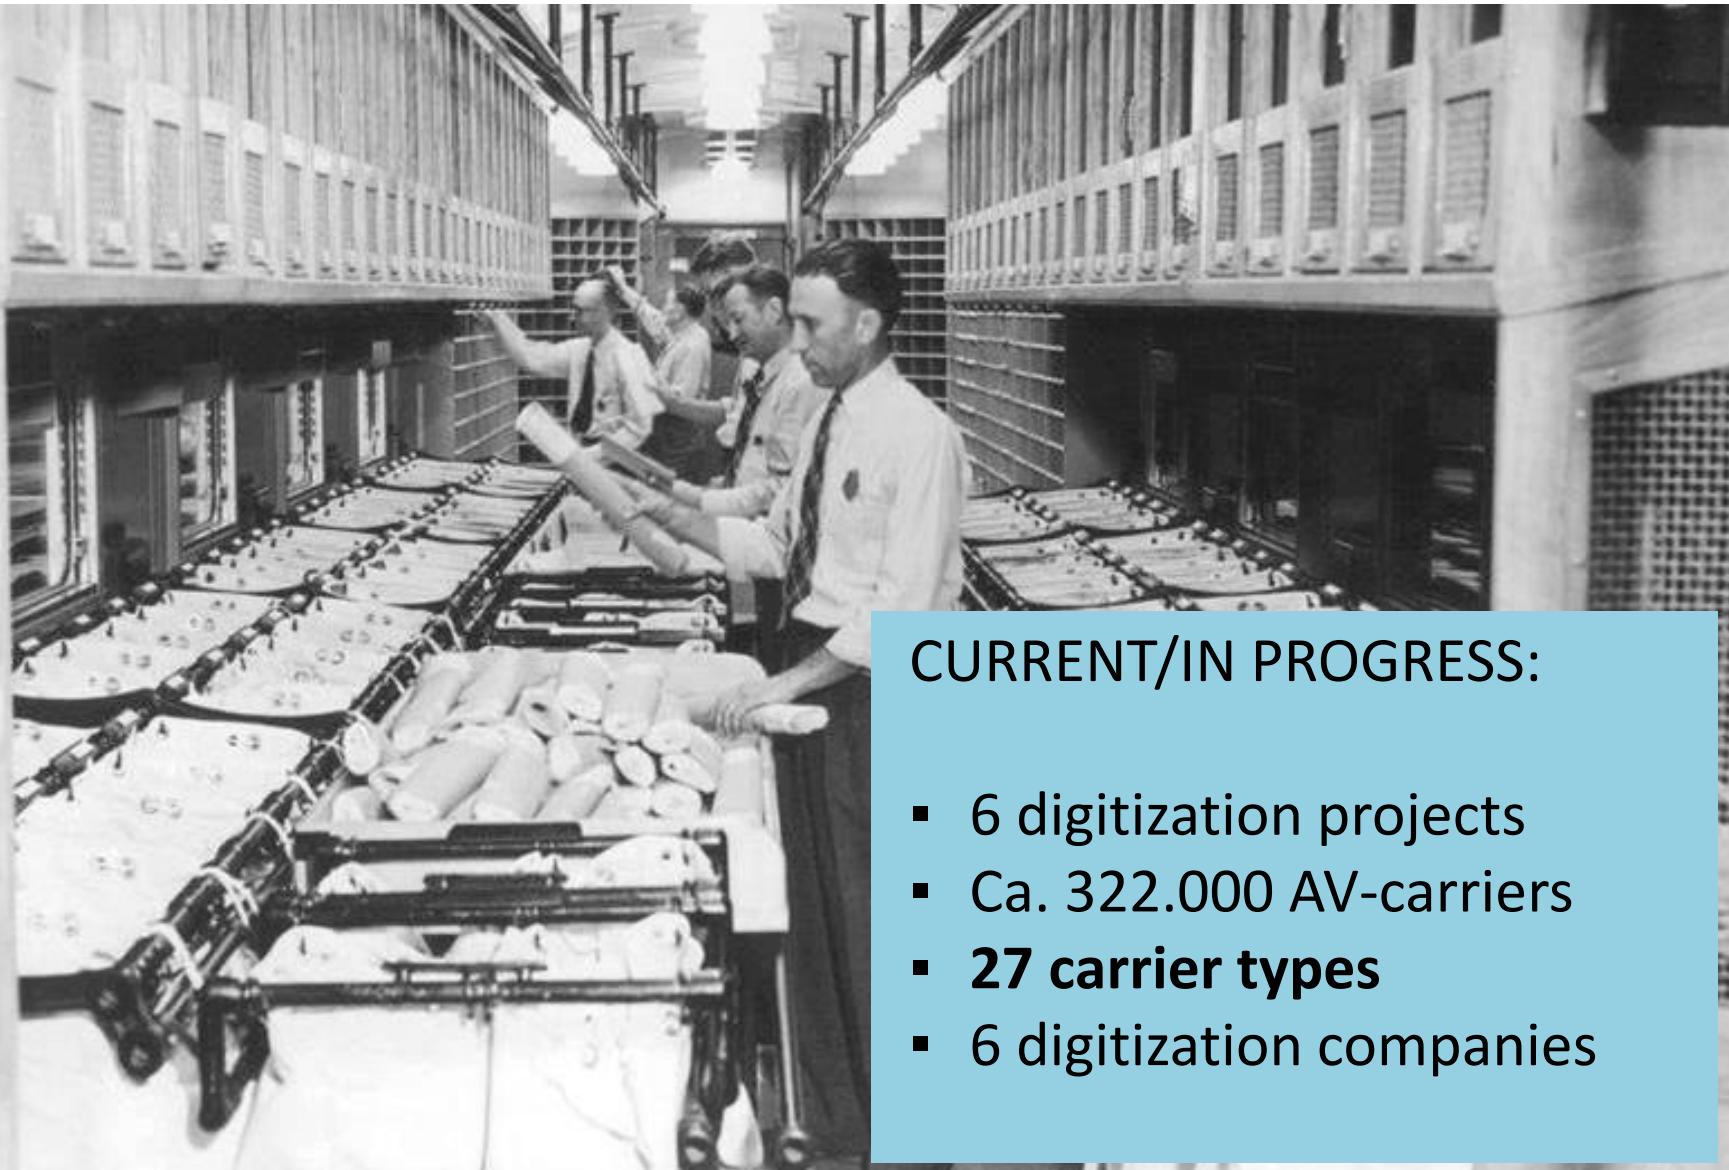 CURRENT/IN PROGRESS:
▪ 6 digitization projects
▪ Ca. 322.000 AV-carriers
▪ 27 carrier types
▪ 6 digitization companies